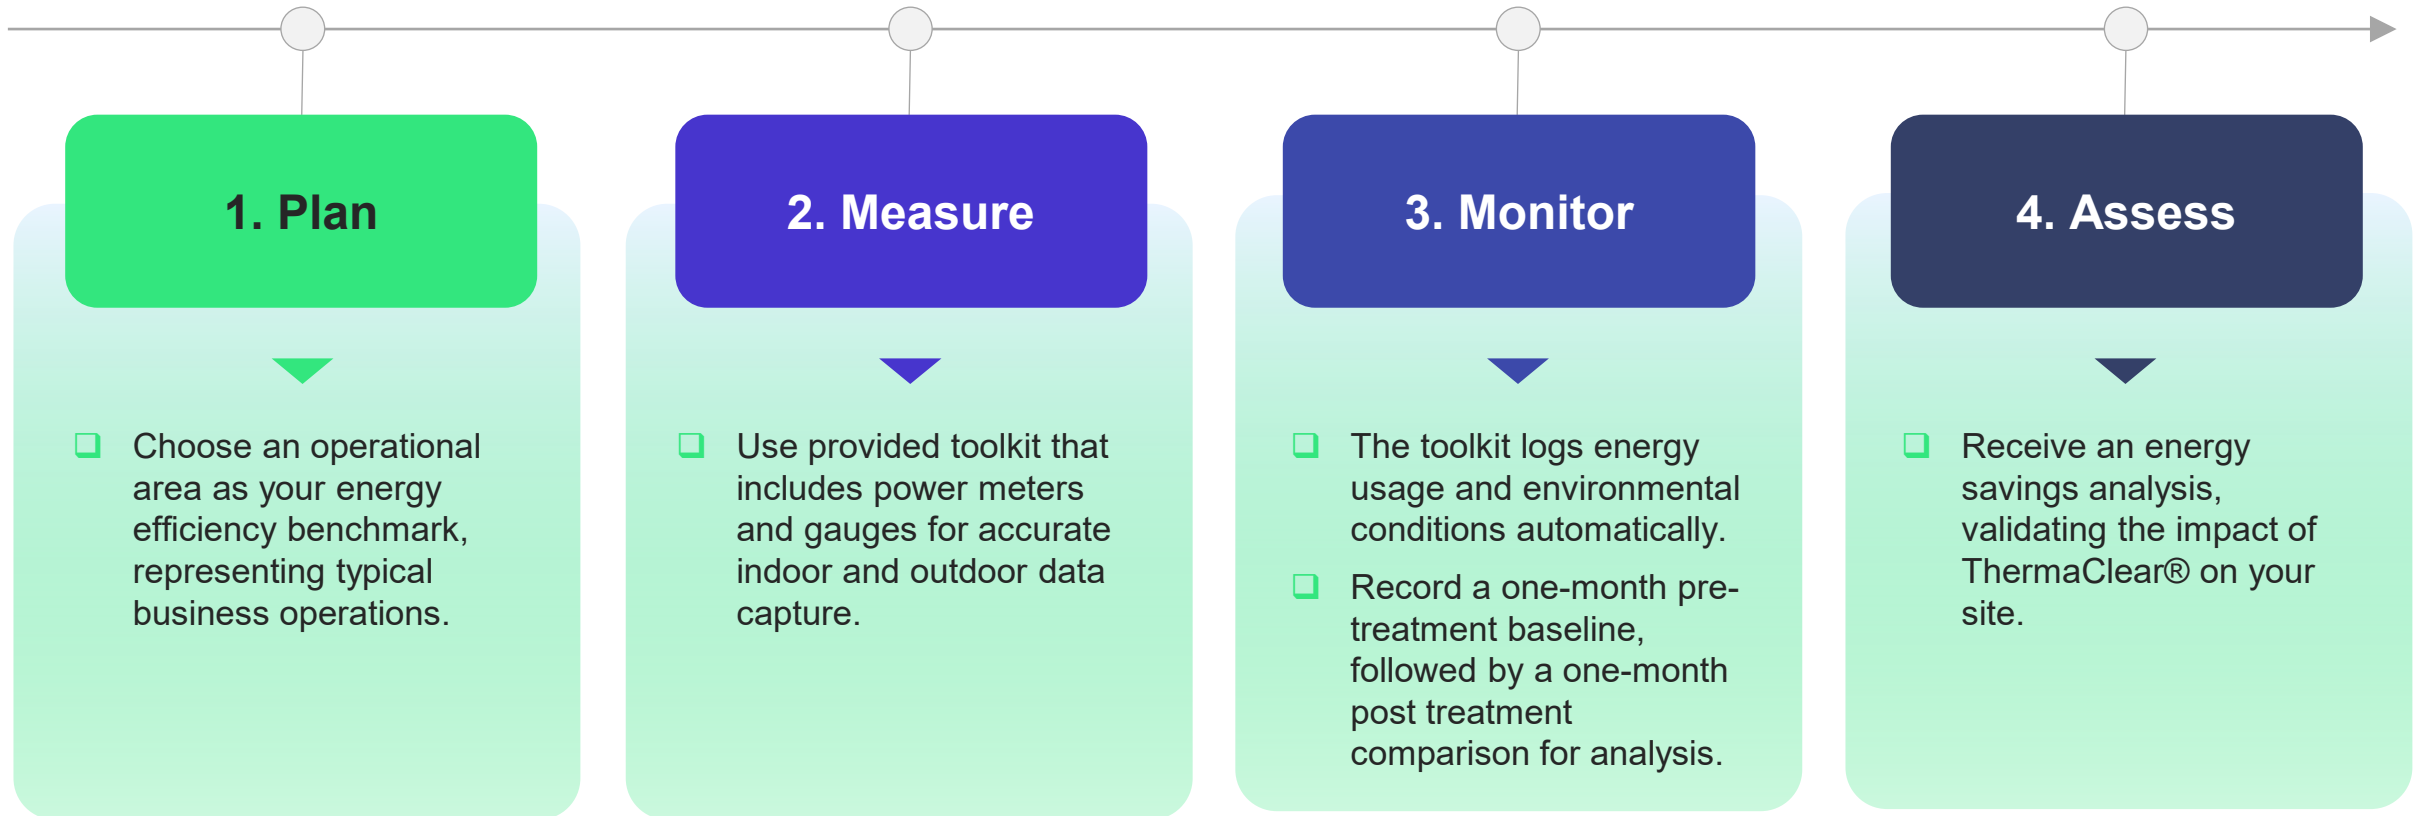 1. Plan
Choose an operational
area as your energy
efficiency benchmark,
representing typical
business operations.
2. Measure
Use provided toolkit that
includes power meters
and gauges for accurate
indoor and outdoor data
capture.
3. Monitor
The toolkit logs energy
usage and environmental
conditions automatically.
Record a one-month pre-
treatment baseline,
followed by a one-month
post treatment
comparison for analysis.
4. Assess
Receive an energy
savings analysis,
validating the impact of
ThermaClear® on your
site.